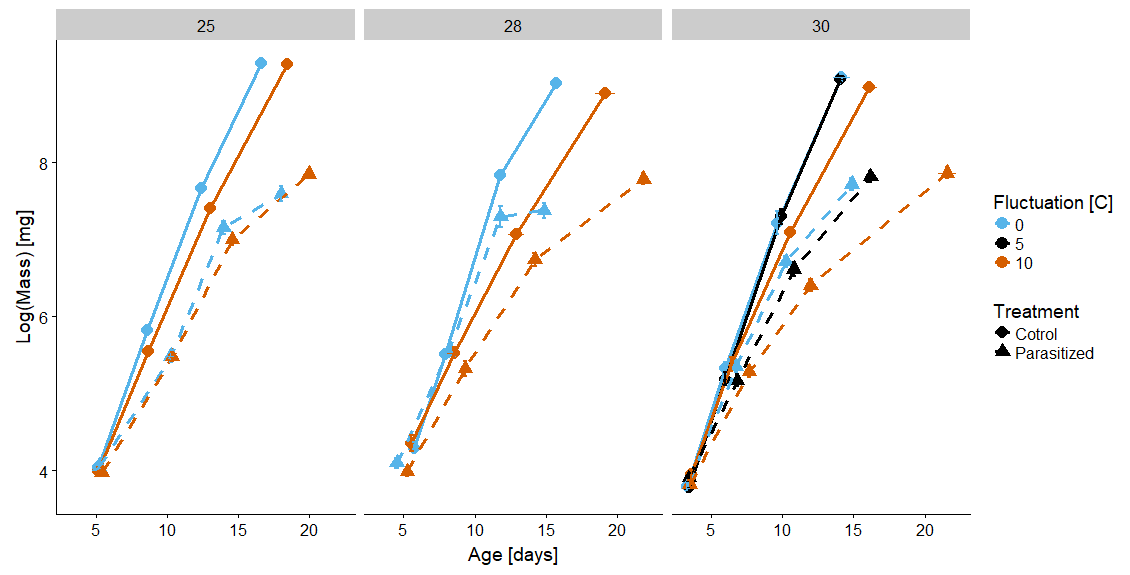 25 28 30
Log(Mass) [mg]
8
6
4
5 10 15 20 5 10 15 20 5 10 15 20
Age [days]
Fluctuation [C]
0
5
10
Treatment
Cotrol
Parasitized